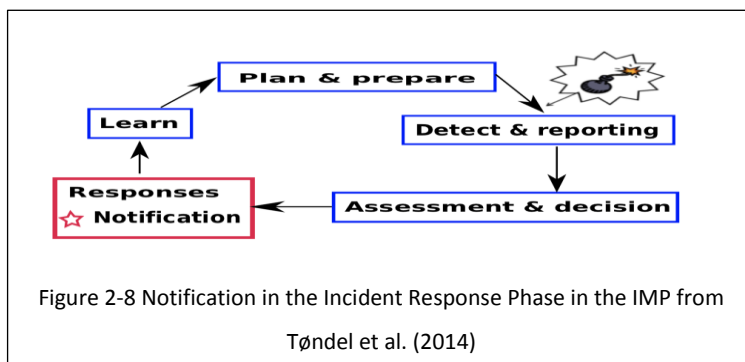 Plan & prepare
Learn
Detect & reporting
Responses
Notification
Assessment & decision
Figure 2-8 Notification in the Incident Response Phase in the IMP from
Tøndel et al. (2014)